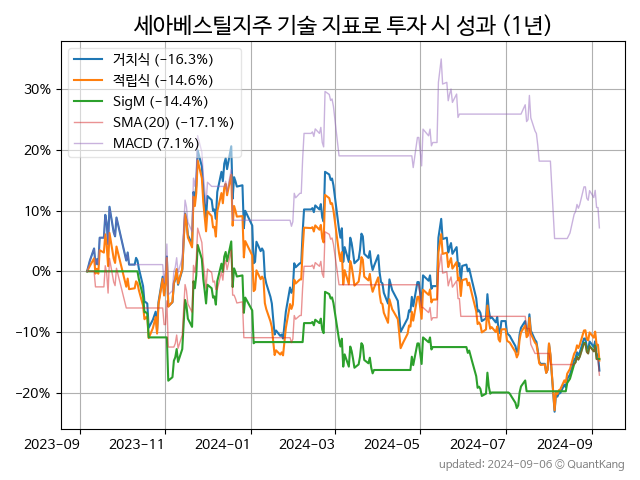 세아베스틸지주 기술 지표로 투자 시 성과 (1년)
거치식 (−16.3%)
적립식 (−14.6%)
SigM (−14.4%)
SMA(20) (−17.1%)
MACD (7.1%)
30%
20%
10%
0%
−10%
−20%
2023-09 2023-11 2024-01 2024-03 2024-05 2024-07 2024-09
updated: 2024-09-06 © QuantKang